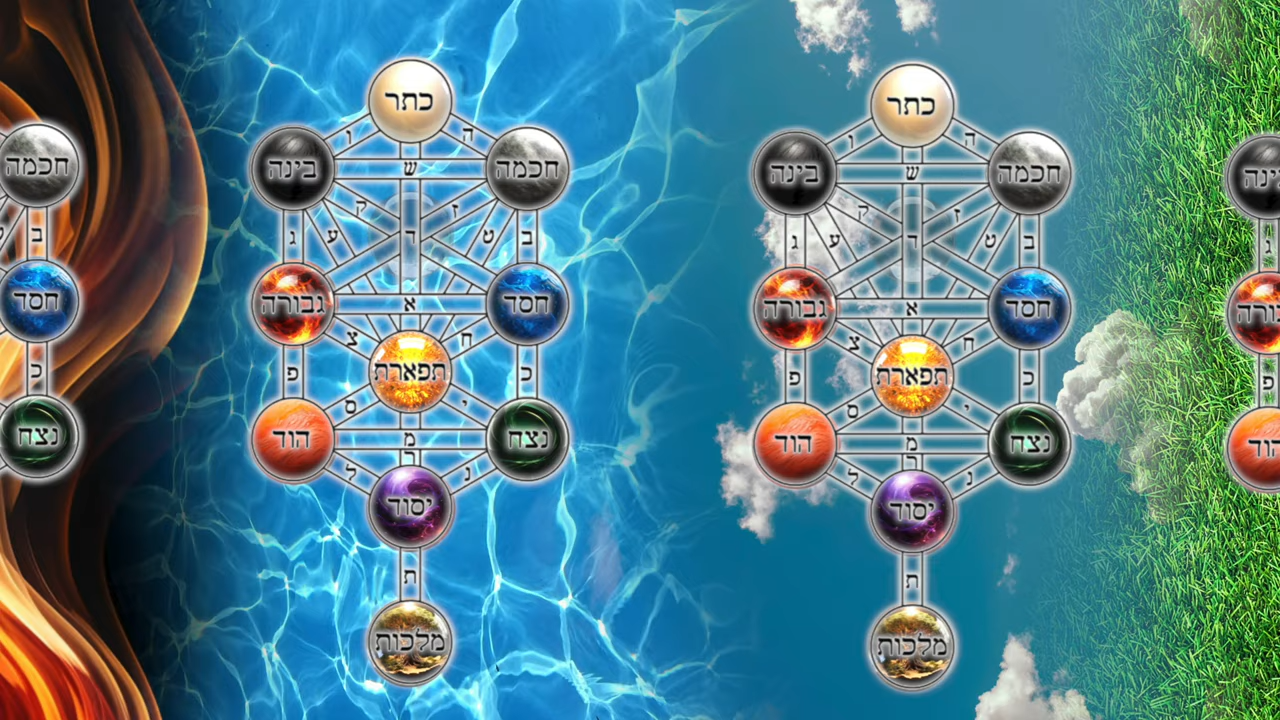 חכמה
ב
חסד
כ
נצח
כתר
ה
ו
חכמה
ש
בינה
ז
ק
ב
ט
ד
ע
ג
חסד
א
גבורה
ח
צ
כ
תפארת
פ
י
ס
נצח
מ
הוד
ר
נ
ל
יסוד
ת
מלכות
כתר
ה
ו
חכמה
ש
בינה
ז
ק
ב
ט
ד
ע
ג
חסד
א
גבורה
ח
צ
כ
תפארת
פ
י
ס
נצח
מ
הוד
ר
נ
ל
יסוד
ת
מלכות
ג
פ
הוד